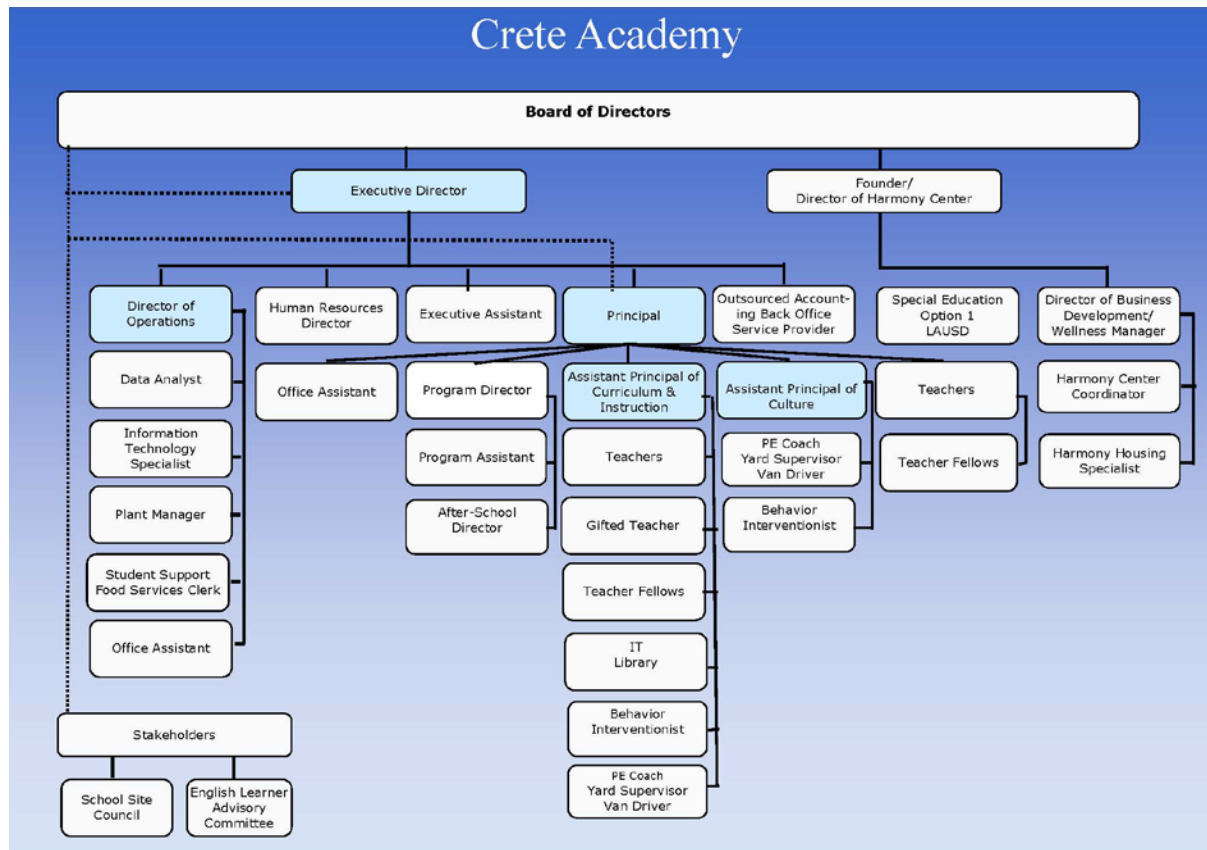 Crete Academy
Board of Directors
Executive Director
Founder/
Director of Harmony Center
Director of
Operations
Human Resources
Director
Executive Assistant
Principal
Outsourced Account-
ing Back Office
Service Provider
Special Education
Option 1
LAUSD
Director of Business
Development/
Wellness Manager
Data Analyst
Office Assistant
Program Director
Assistant Principal of
Curriculum &
Instruction
Assistant Principal of
Culture
Teachers
Harmony Center
Coordinator
Information
Technology
Specialist
Program Assistant
Teachers
PE Coach
Yard Supervisor
Van Driver
Teacher Fellows
Harmony Housing
Specialist
Plant Manager
After-School
Director
Gifted Teacher
Behavior
Interventionist
Student Support
Food Services Clerk
Teacher Fellows
Office Assistant
IT
Library
Stakeholders
Behavior
Interventionist
School Site
Council
English Learner
Advisory
Committee
PE Coach
Yard Supervisor
Van Driver